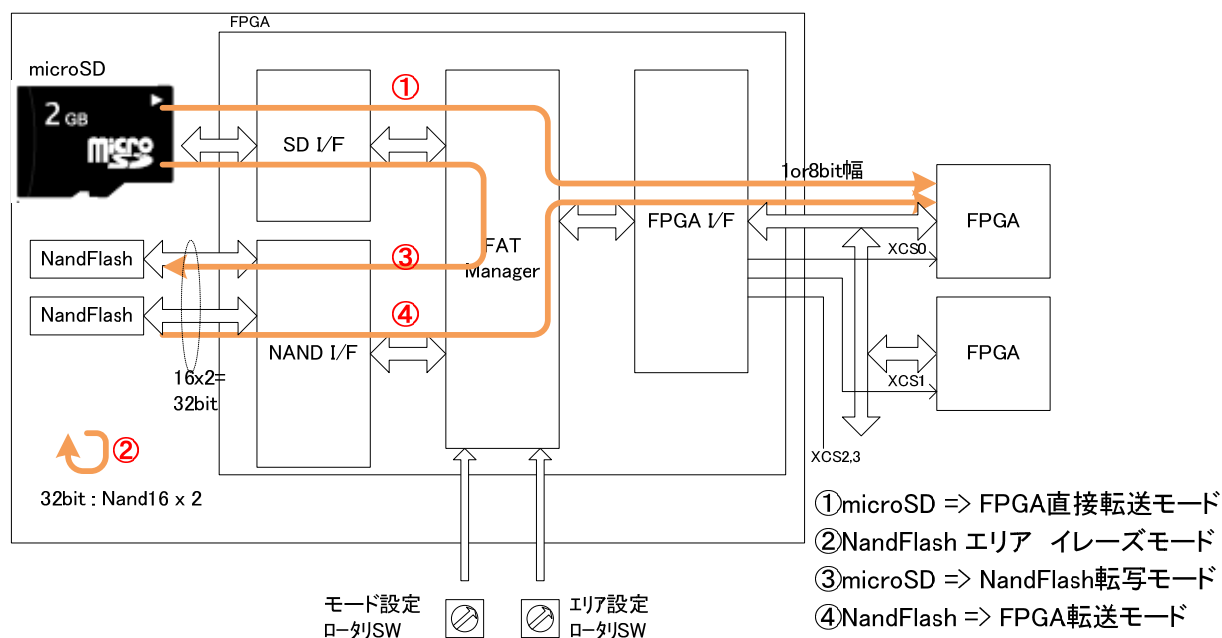 FPGA
microSD
2 GB
micro
SD
①
SD I/F
1or8bit幅
FPGA I/F
FPGA
XCS0
NandFlash
③
FAT
Manager
NandFlash
④
NAND I/F
FPGA
16x2=
32bit
XCS1
②
XCS2,3
32bit : Nand16 x 2
①microSD => FPGA直接転送モード
②NandFlash エリア イレーズモード
③microSD => NandFlash転写モード
④NandFlash => FPGA転送モード
モード設定
ロータリSW
エリア設定
ロータリSW